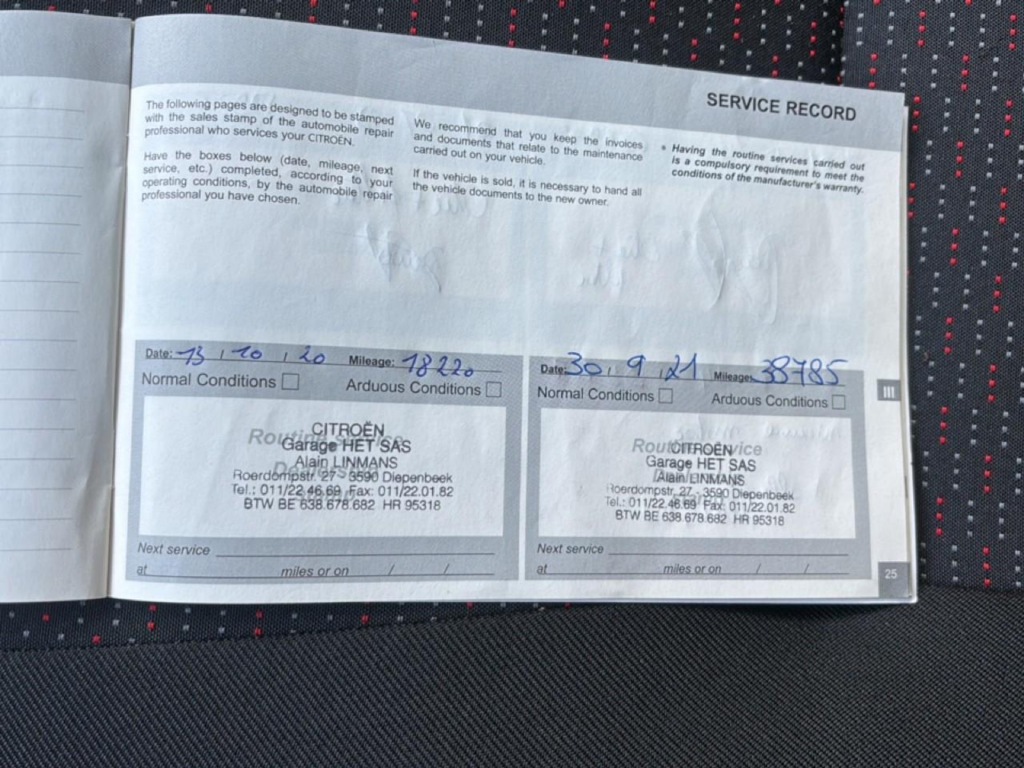 SERVICE RECORD
The following pages are designed to be stamped
with the sales stamp of the automobile repair
professional who services your CITROËN.
Have the boxes below (date, mileage, next
service, etc.) completed, according to your
operating conditions, by the automobile repair
professional you have chosen.
We recommend that you keep the invoices
and documents that relate to the maintenance
carried out on your vehicle.
If the vehicle is sold, it is necessary to hand all
the vehicle documents to the new owner.
• Having the routine services carried out
is a compulsory requirement to meet the
conditions of the manufacturer's warranty.
Date: 13 / 10 / 20 Mileage: 18220
Normal Conditions
Arduous Conditions
CITROËN
Garage HET SAS
Alain LINMANS
Roerdompstr. 27 - 3590 Diepenbeek
Tel.: 011/22.46.69 Fax: 011/22.01.82
BTW BE 638.678.682 HR 95318
Next service
at miles or on / /
Date: 30 / 9 / 21 Mileage: 38785
Normal Conditions
Arduous Conditions
Routine Service
CITROËN
Garage HET SAS
Alain LINMANS
Roerdompstr. 27 - 3590 Diepenbeek
Tel.: 011/22.46.69 Fax: 011/22.01.82
BTW BE 638.678.682 HR 95318
Next service
at miles or on / /
III
25